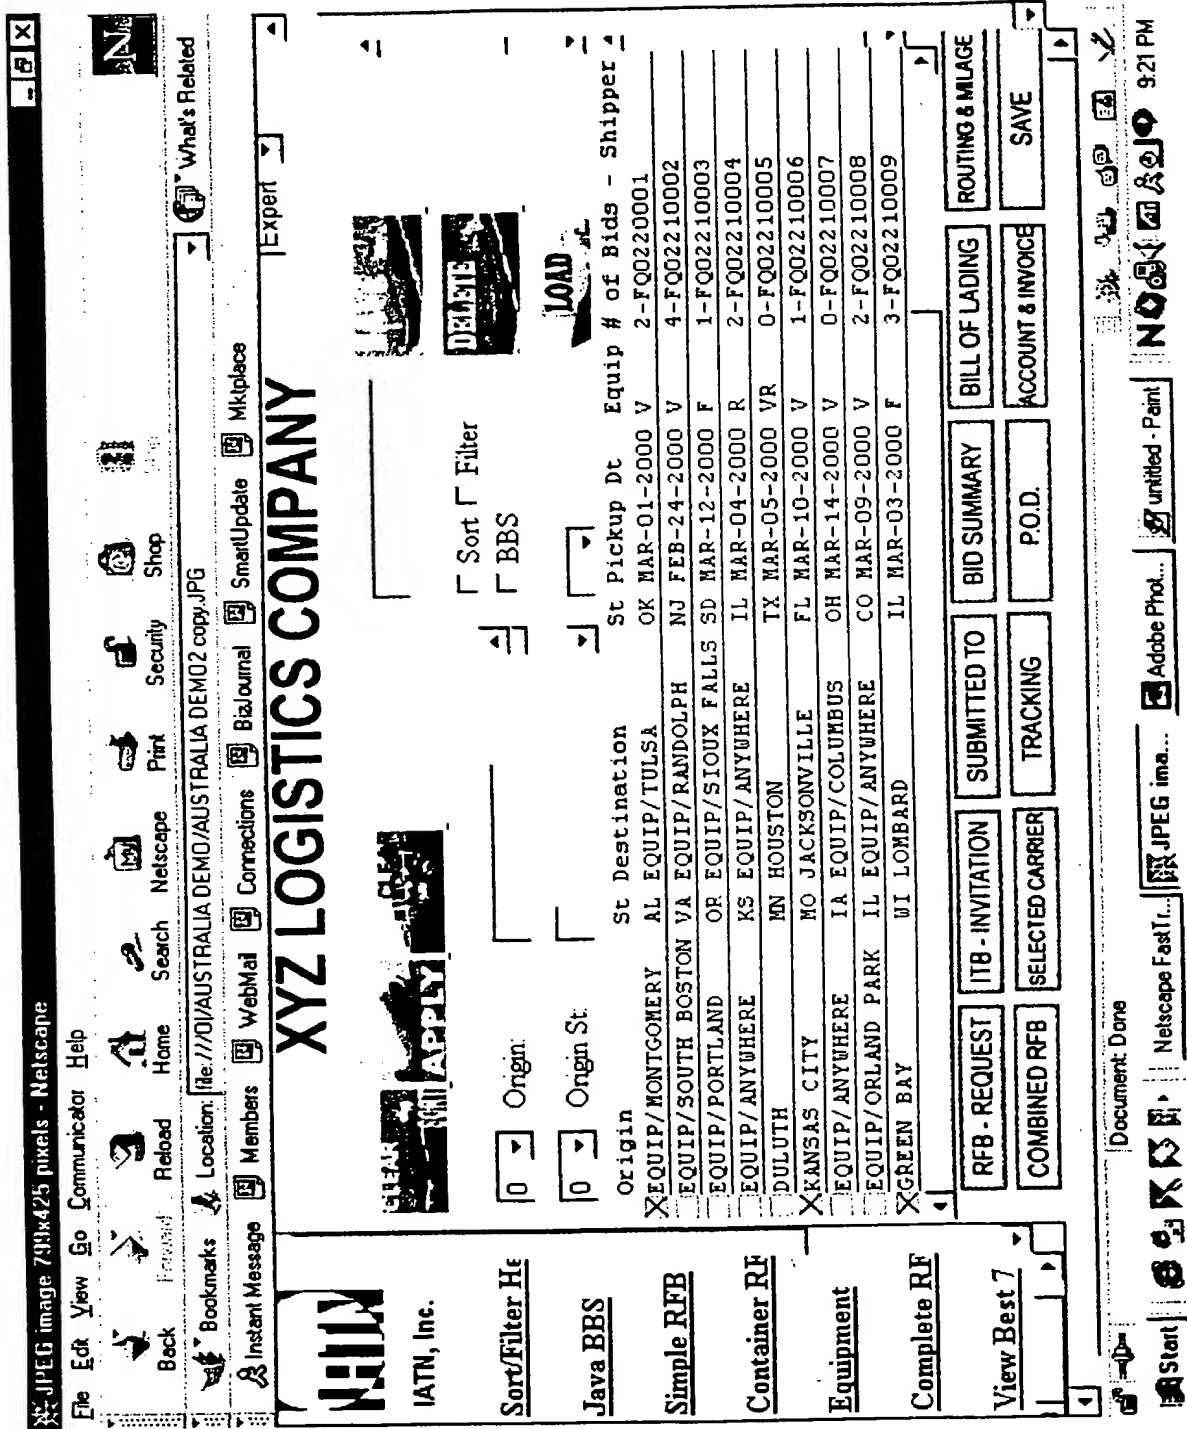 JPEG image 799x425 pixels - Netscape
File Edit View Go Communicator Help
Back Forward Reload Home Search Netscape Print Security Shop
Bookmarks Location: file:///D|/AUSTRALIA DEMO/AUSTRALIA DEMO2 copy.JPG What's Related
Instant Message Members WebMail Connections BizJournal SmartUpdate Mktplace
XYZ LOGISTICS COMPANY
Expert
IATN, Inc.
Sort/Filter He
Java BBS
Simple RFB
Container RF
Equipment
Complete RF
View Best 7
CLEAR APPLY CLEAR
DELETE
LOAD
0 Origin:
Sort Filter
BBS
0 Origin St:
Origin St Destination St Pickup Dt Equip # of Bids - Shipper
XEQUIP/MONTGOMERY AL EQUIP/TULSA OK MAR-01-2000 V 2-FQ0220001
EQUIP/SOUTH BOSTON VA EQUIP/RANDOLPH NJ FEB-24-2000 V 4-FQ02210002
EQUIP/PORTLAND OR EQUIP/SIOUX FALLS SD MAR-12-2000 F 1-FQ02210003
EQUIP/ANYWHERE KS EQUIP/ANYWHERE IL MAR-04-2000 R 2-FQ02210004
DULUTH MN HOUSTON TX MAR-05-2000 VR 0-FQ02210005
XKANSAS CITY MO JACKSONVILLE FL MAR-10-2000 V 1-FQ02210006
EQUIP/ANYWHERE IA EQUIP/COLUMBUS OH MAR-14-2000 V 0-FQ02210007
EQUIP/ORLAND PARK IL EQUIP/ANYWHERE CO MAR-09-2000 V 2-FQ02210008
XGREEN BAY WI LOMBARD IL MAR-03-2000 F 3-FQ02210009
RFB - REQUEST ITB - INVITATION SUBMITTED TO BID SUMMARY BILL OF LADING ROUTING & MILAGE
COMBINED RFB SELECTED CARRIER TRACKING P.O.D. ACCOUNT & INVOICE SAVE
Document: Done
Start Netscape FastTr... JPEG ima... Adobe Phot... untitled - Paint 9:21 PM